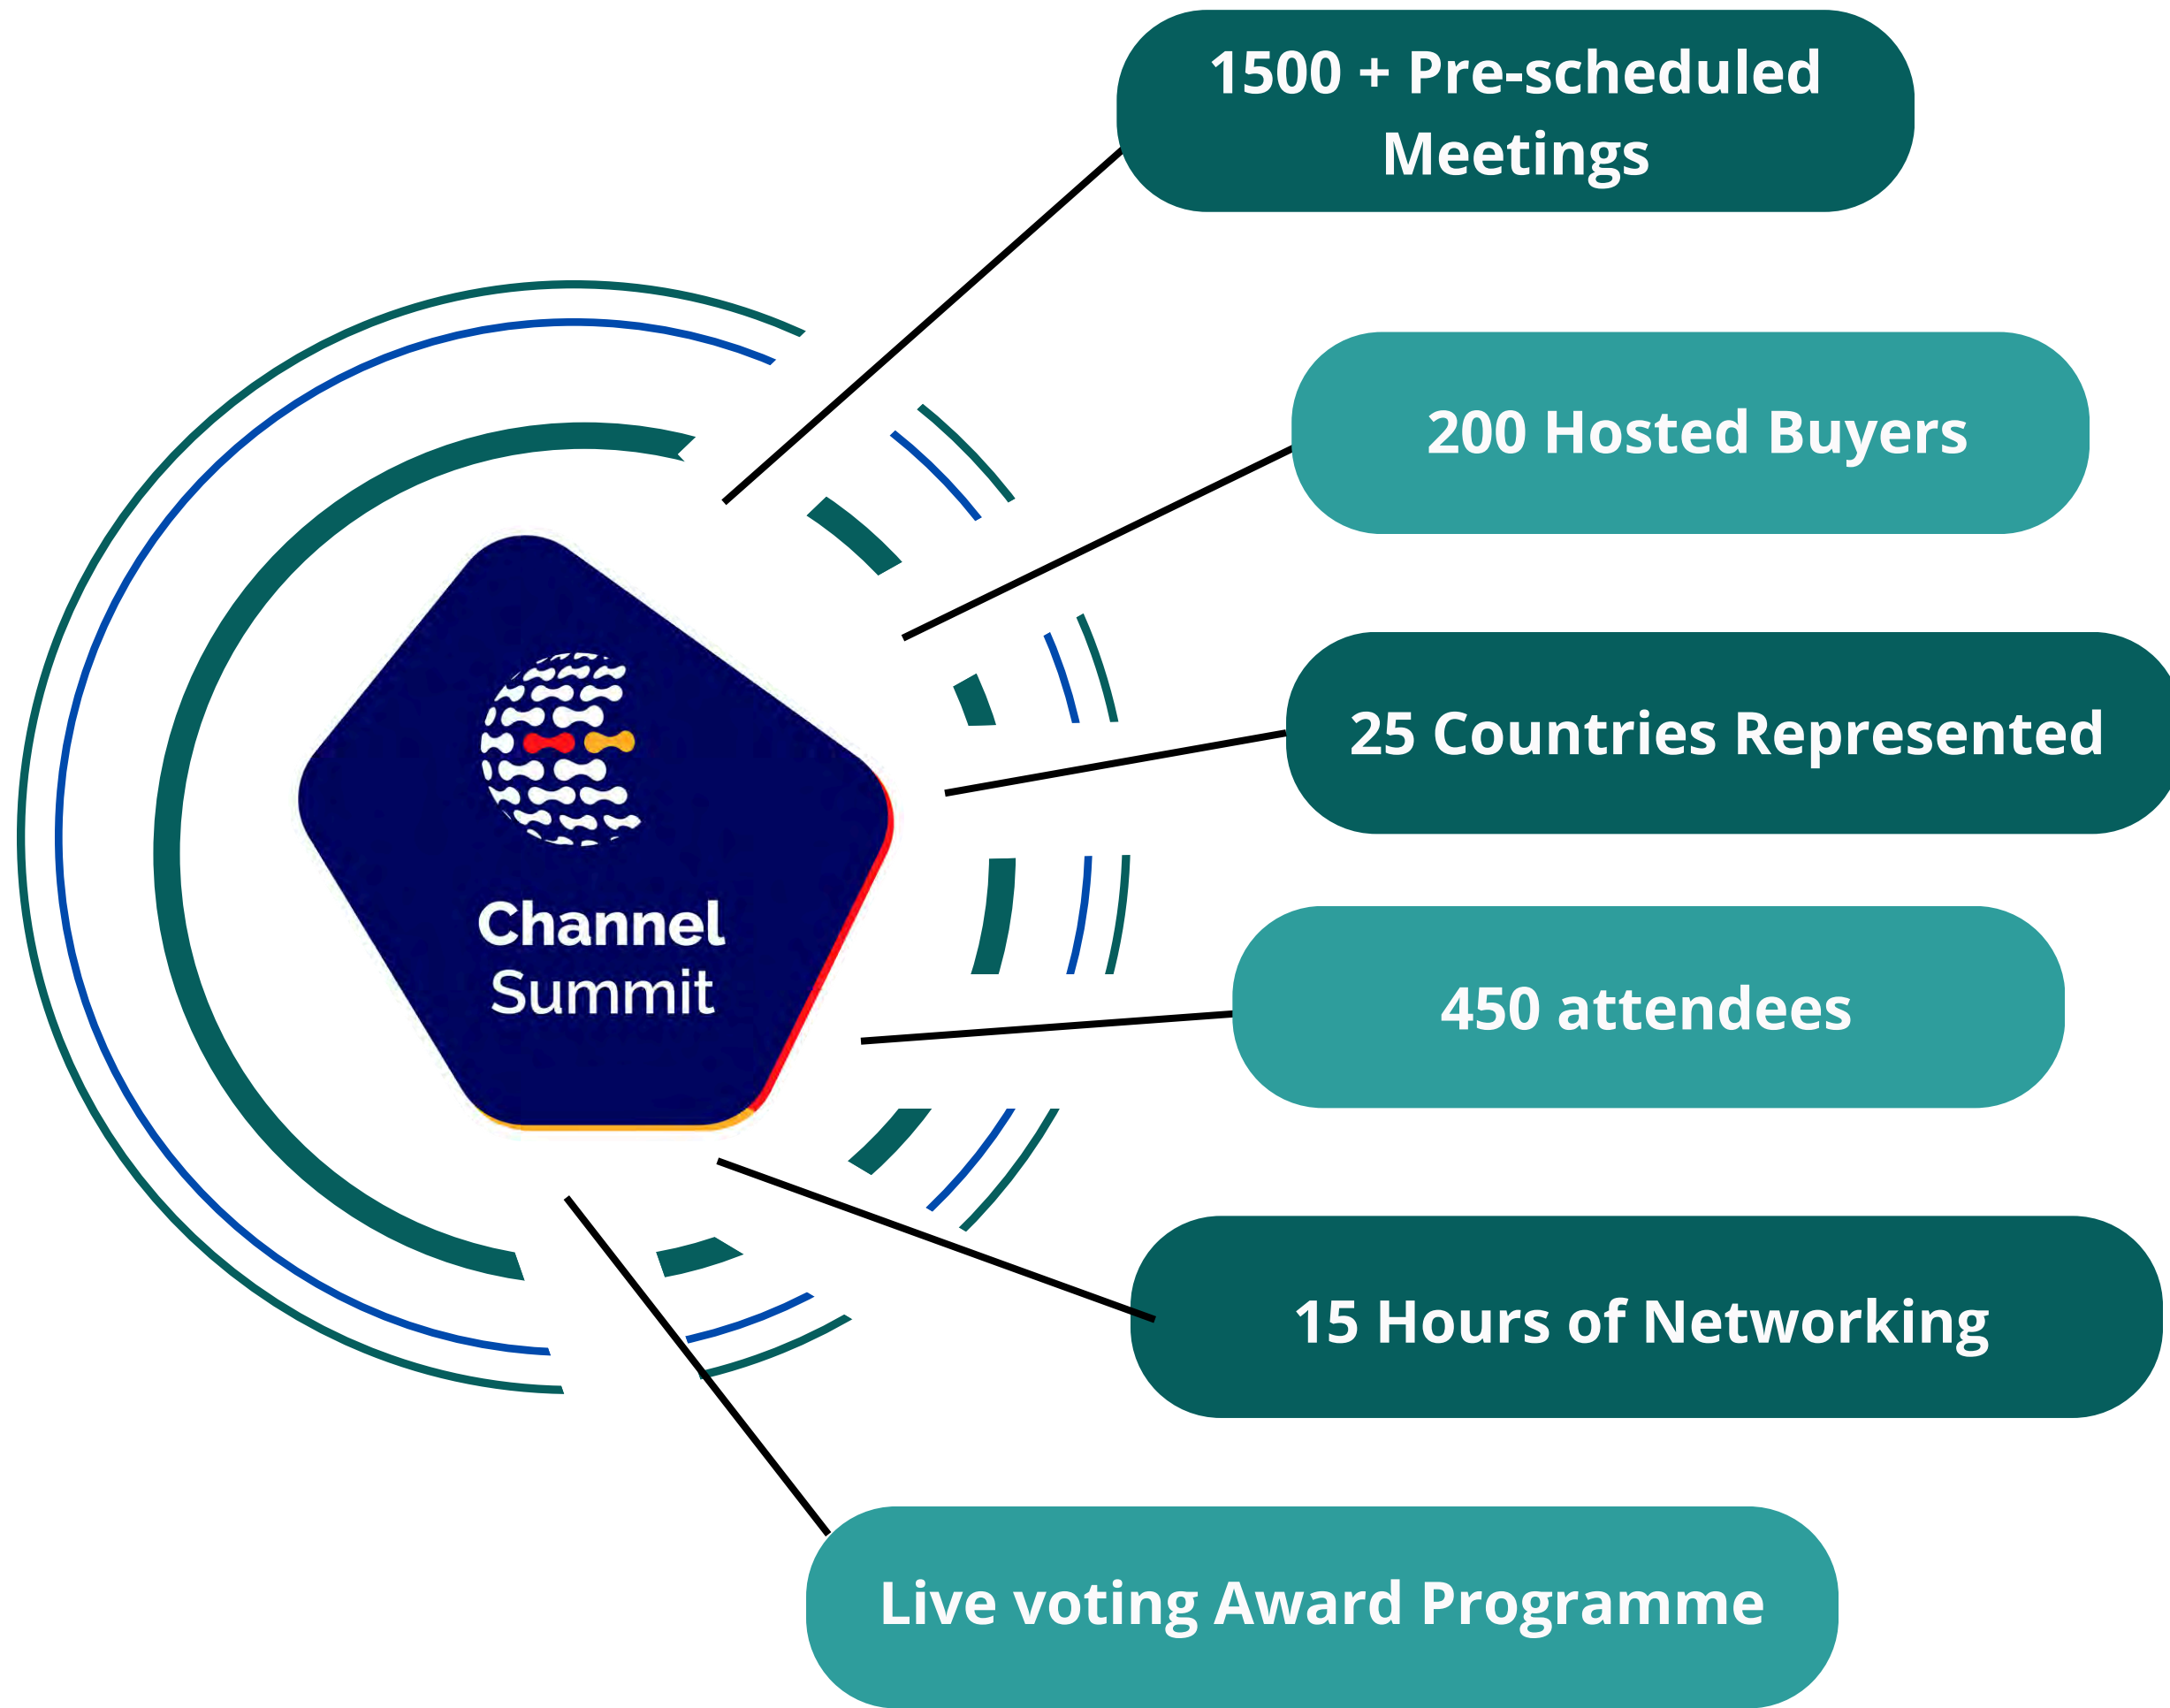 1500 + Pre-scheduled
Meetings
200 Hosted Buyers
25 Countries Represented
Channel
Summit
450 attendees
15 Hours of Networking
Live voting Award Programme